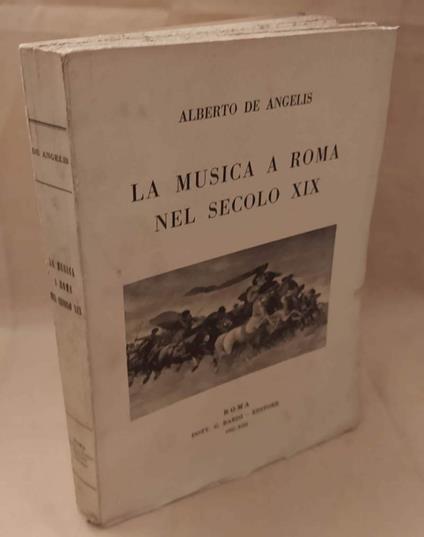 ALBERTO DE ANGELIS
LA MUSICA A ROMA
NEL SECOLO XIX
ROMA
DOTT. G. BARDI - EDITORE
DE ANGELIS
LA MUSICA
A ROMA
NEL SECOLO XIX